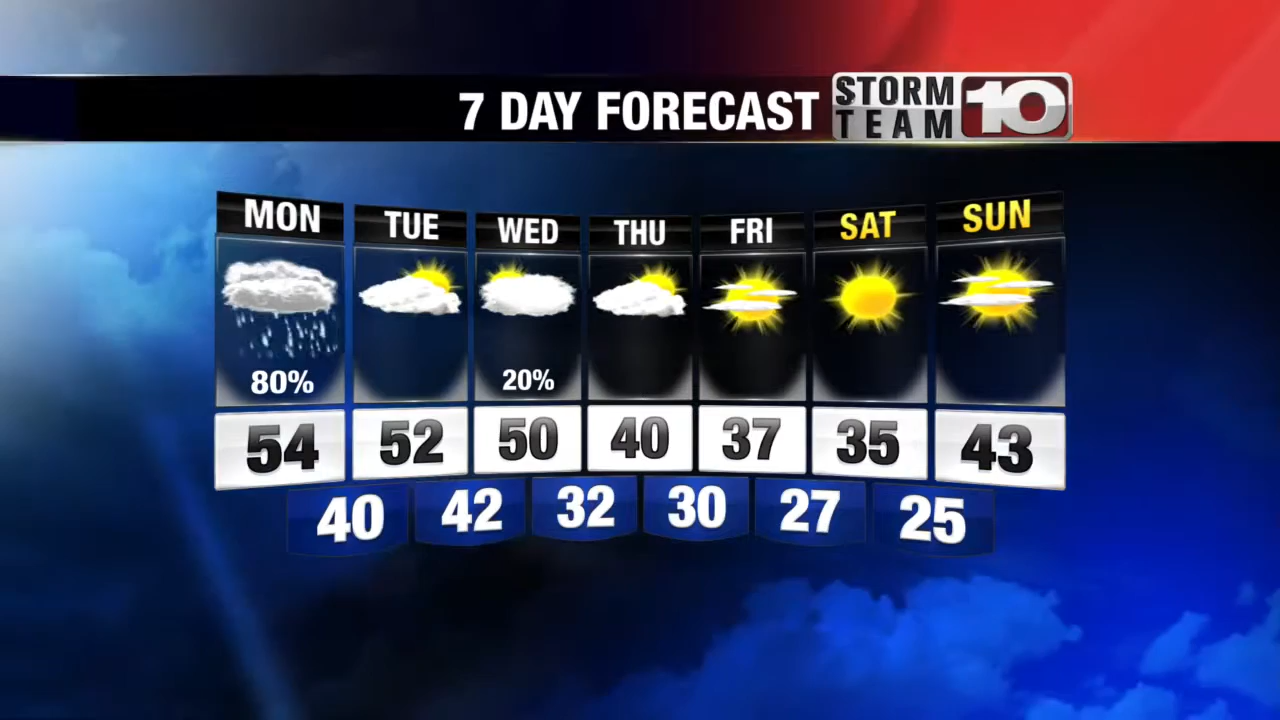 7 DAY FORECAST
STORM
TEAM
10
MON TUE WED THU FRI SAT SUN
80% 20%
54 52 50 40 37 35 43
40 42 32 30 27 25